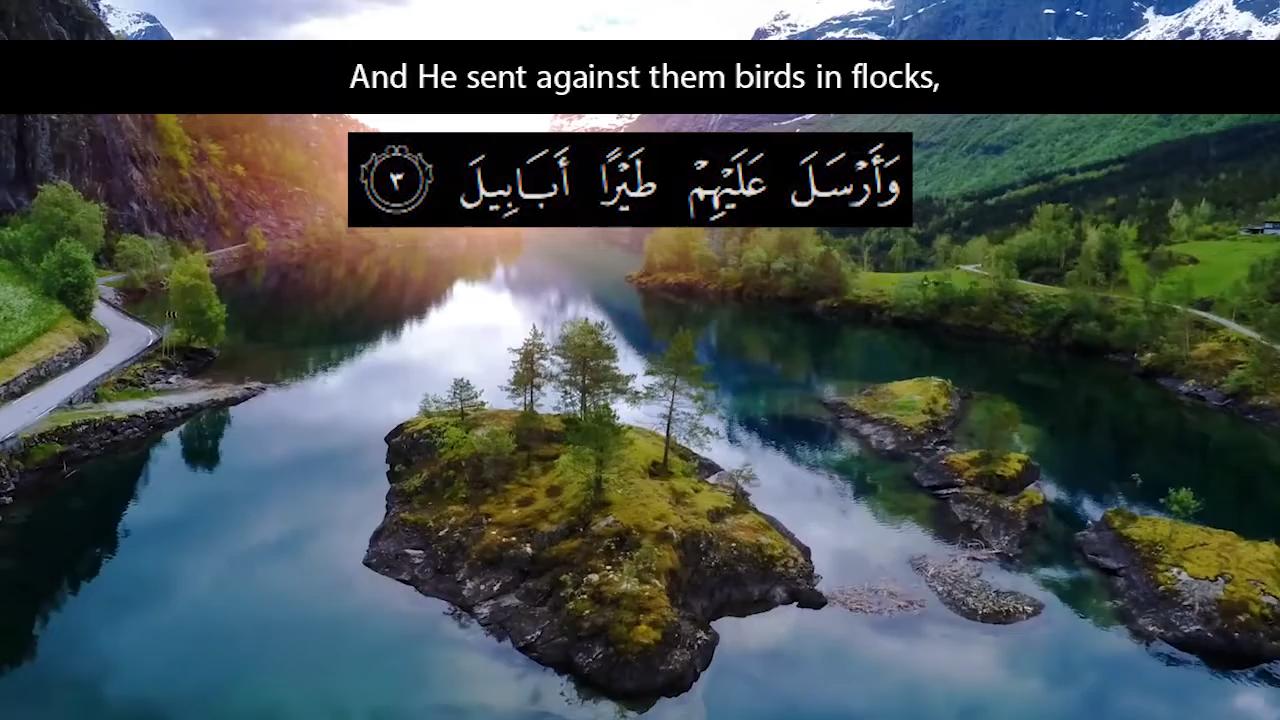 And He sent against them birds in flocks,
وَأَرْسَلَ عَلَيْهِمْ طَيْرًا أَبَابِيلَ ٣